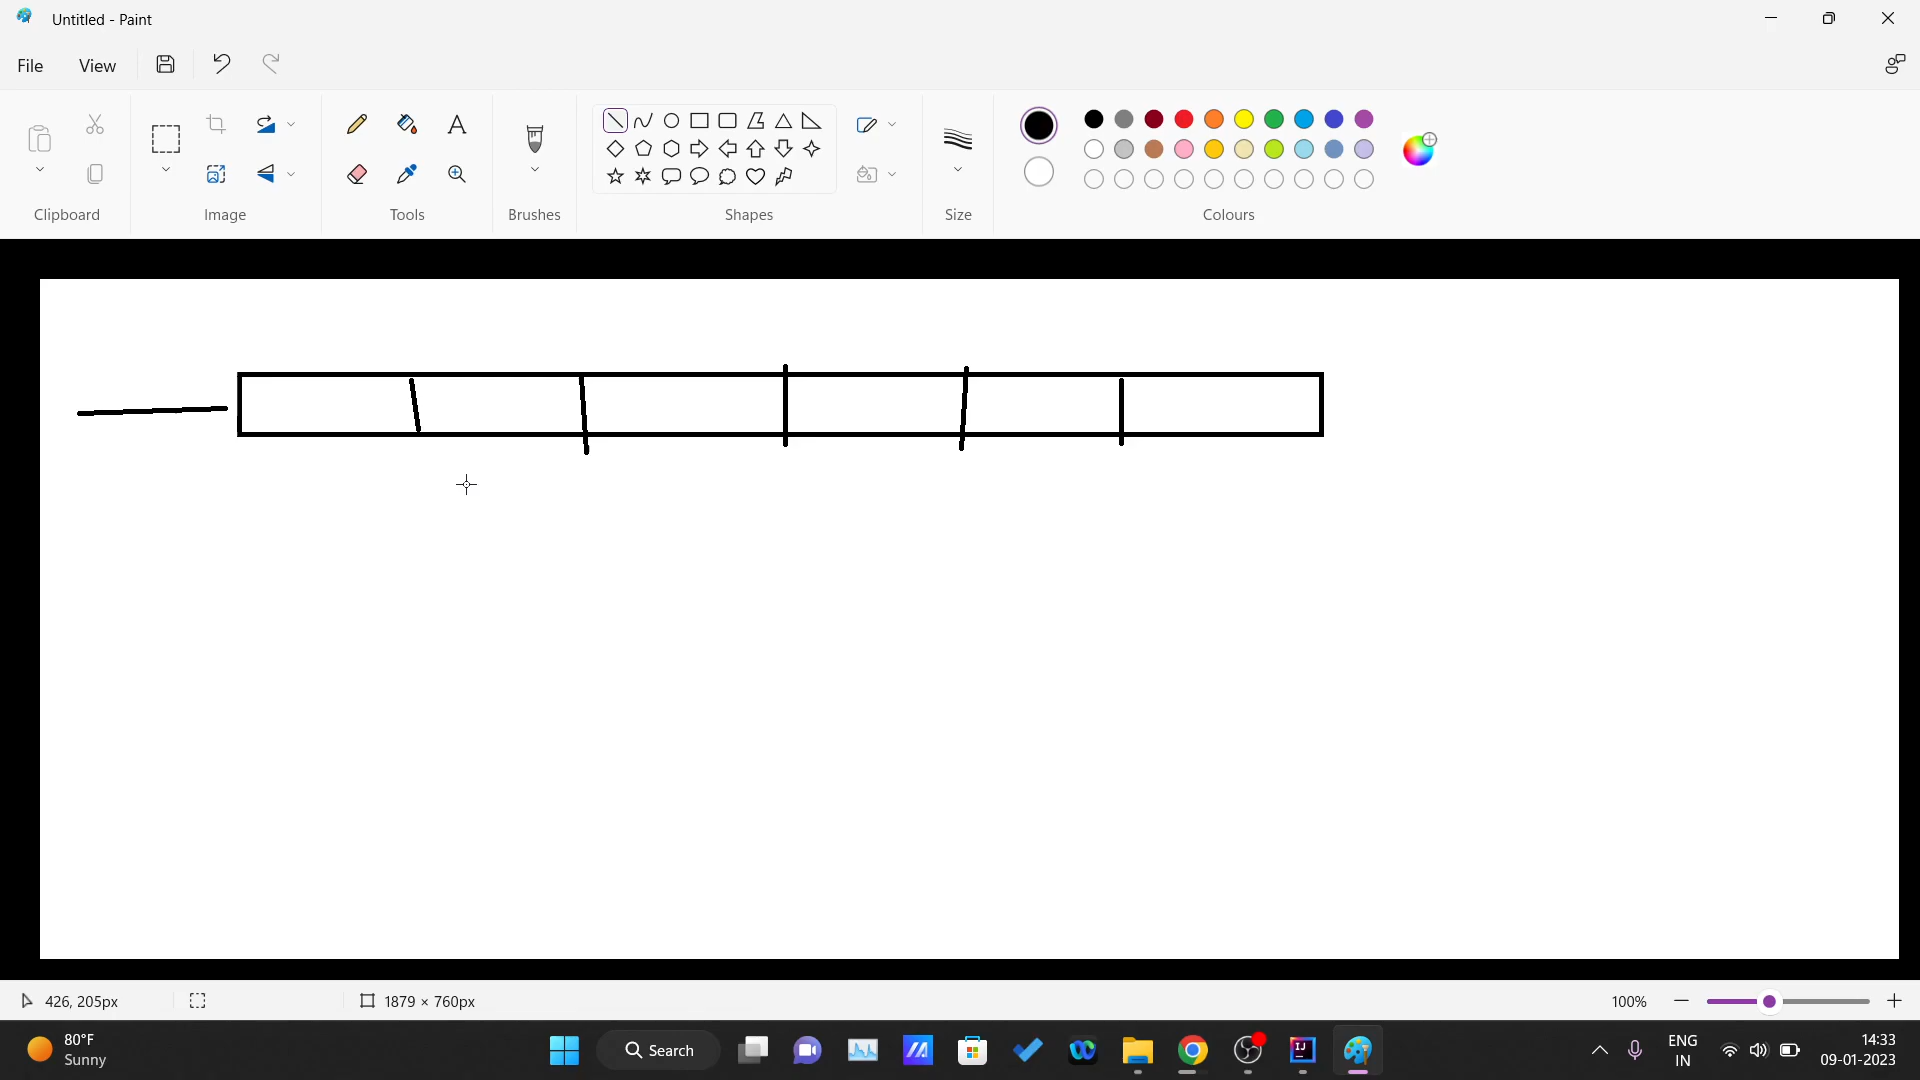 Untitled - Paint
File View
Clipboard Image Tools Brushes Shapes Size Colours
426, 205px 1879 × 760px 100%
80°F
Sunny
Search
ENG
IN
14:33
09-01-2023